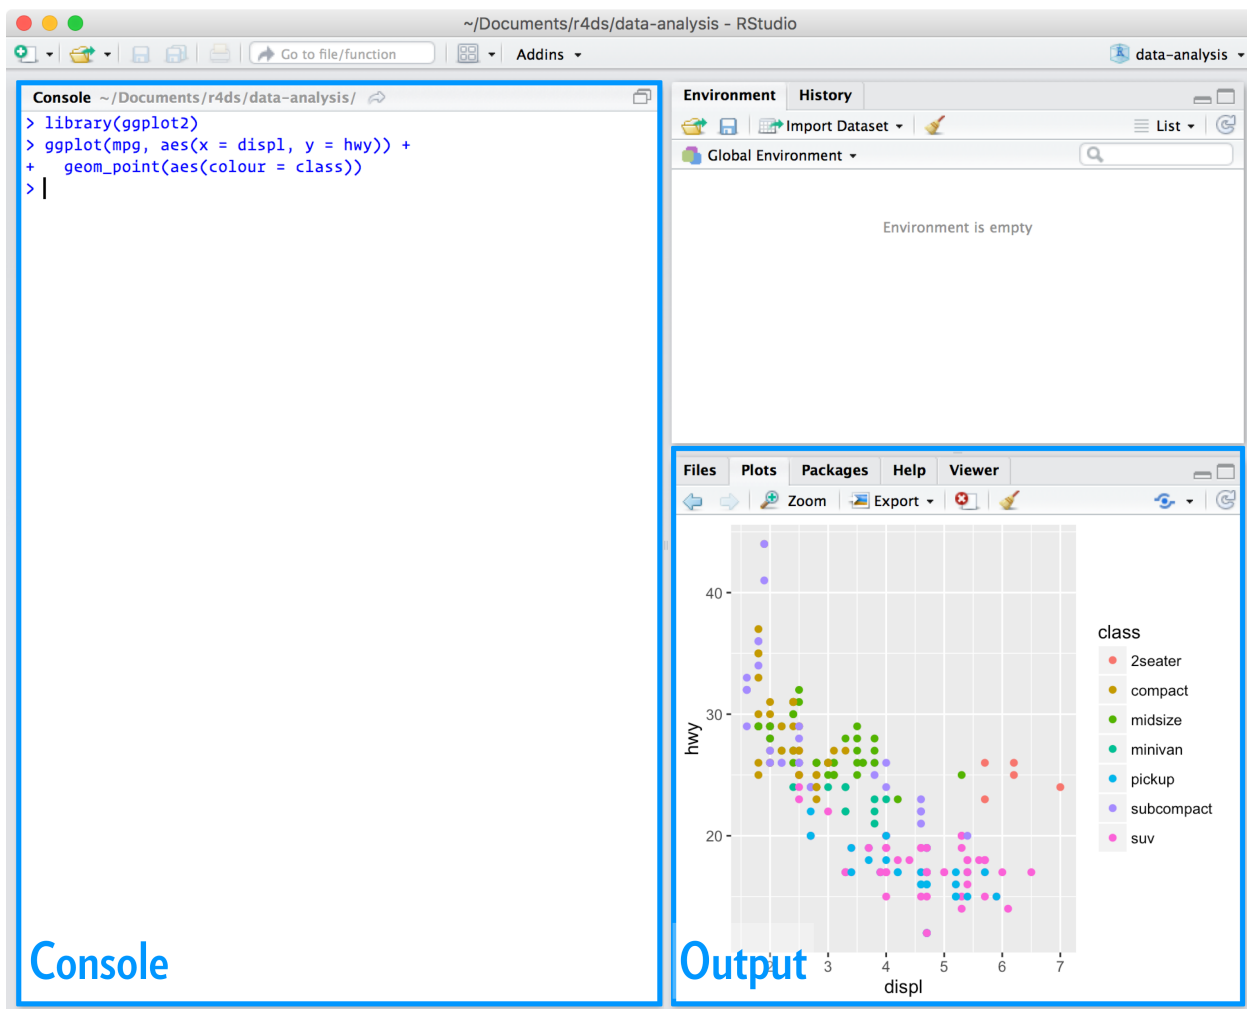 ~/Documents/r4ds/data-analysis - RStudio
Go to file/function
Addins
data-analysis
Console ~/Documents/r4ds/data-analysis/
> library(ggplot2)
> ggplot(mpg, aes(x = displ, y = hwy)) +
+   geom_point(aes(colour = class))
>
Console
Environment History
Import Dataset
List
Global Environment
Environment is empty
Files Plots Packages Help Viewer
Zoom Export
40
30
20
hwy
2 3 4 5 6 7
displ
class
2seater
compact
midsize
minivan
pickup
subcompact
suv
Output